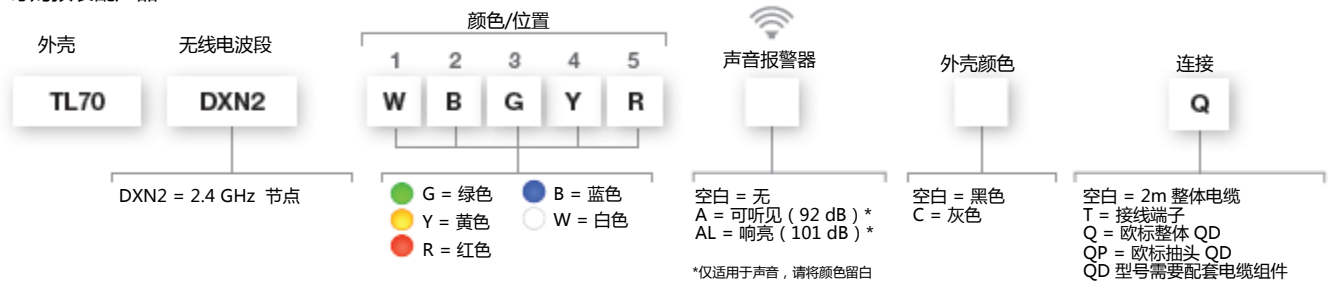 颜色/位置
外壳
无线电波段
声音报警器
外壳颜色
连接
1 2 3 4 5
TL70
DXN2
W B G Y R
Q
DXN2 = 2.4 GHz 节点
G = 绿色
B = 蓝色
Y = 黄色
W = 白色
R = 红色
空白 = 无
A = 可听见 ( 92 dB ) *
AL = 响亮 ( 101 dB ) *
*仅适用于声音，请将颜色留白
空白 = 黑色
C = 灰色
空白 = 2m 整体电缆
T = 接线端子
Q = 欧标整体 QD
QP = 欧标抽头 QD
QD 型号需要配套电缆组件